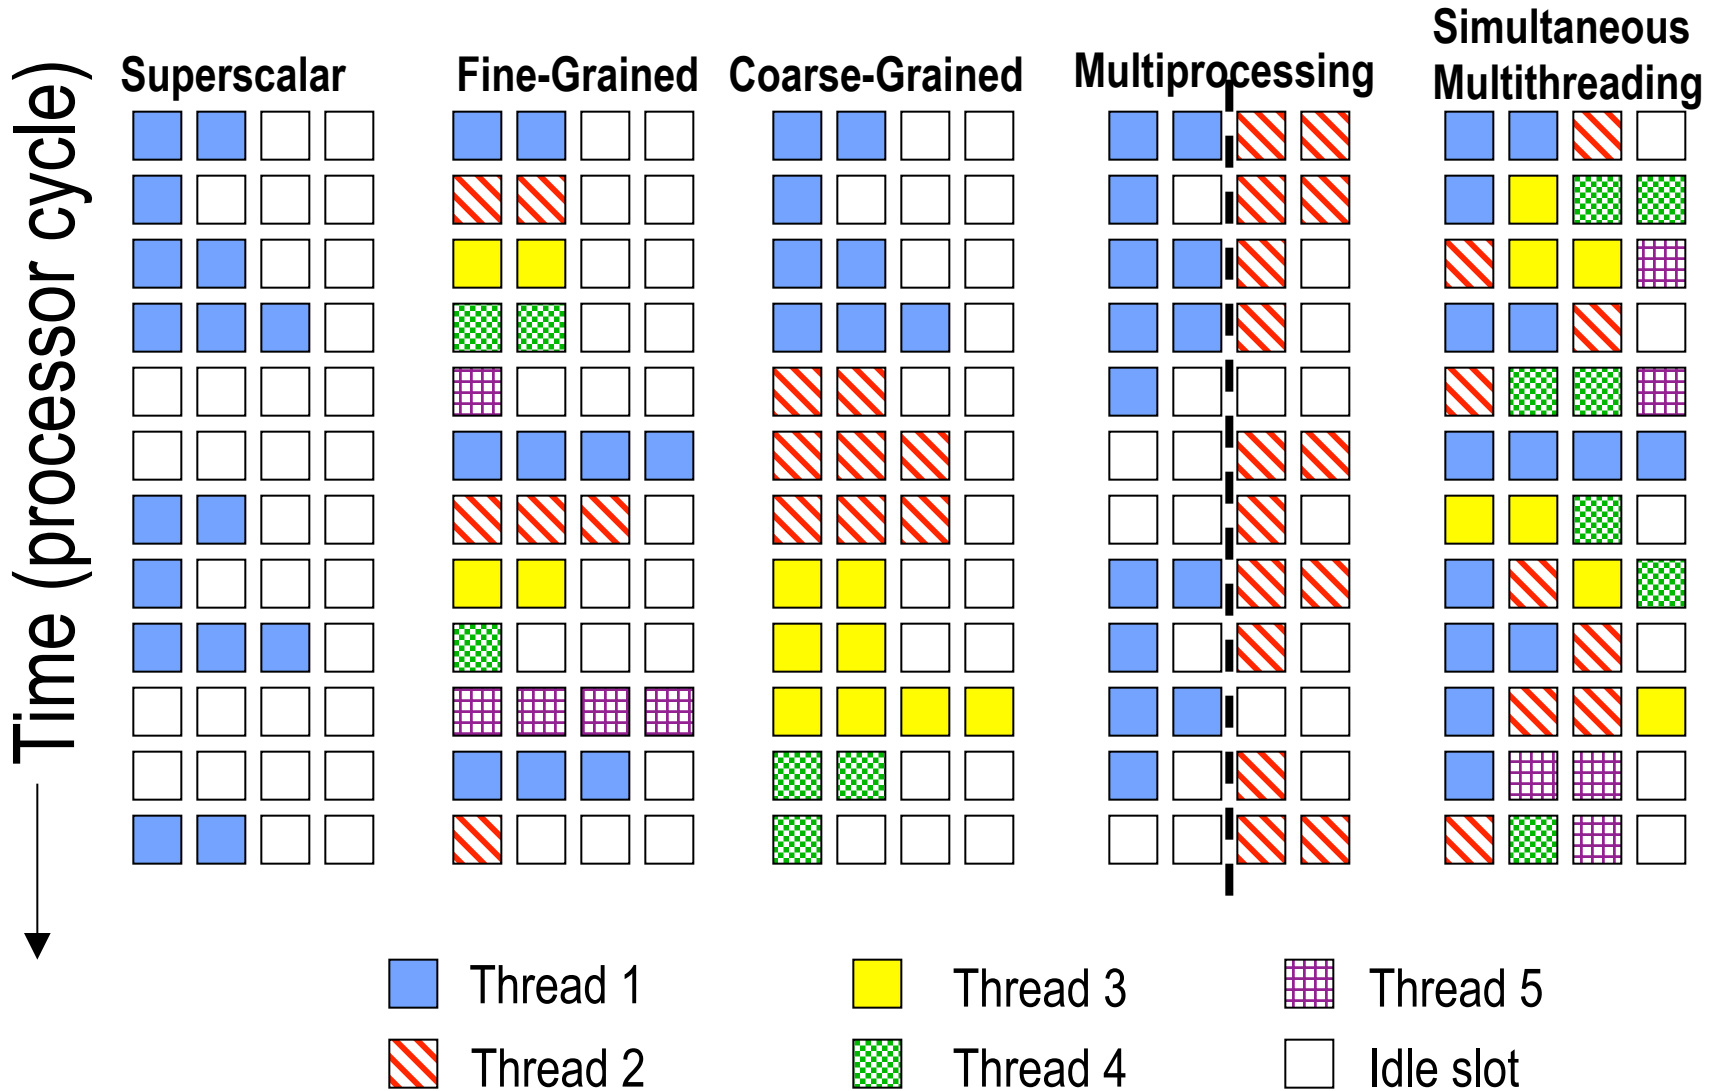 Time (processor cycle)
Superscalar
Fine-Grained
Coarse-Grained
Multiprocessing
Simultaneous
Multithreading
Thread 1
Thread 3
Thread 5
Thread 2
Thread 4
Idle slot